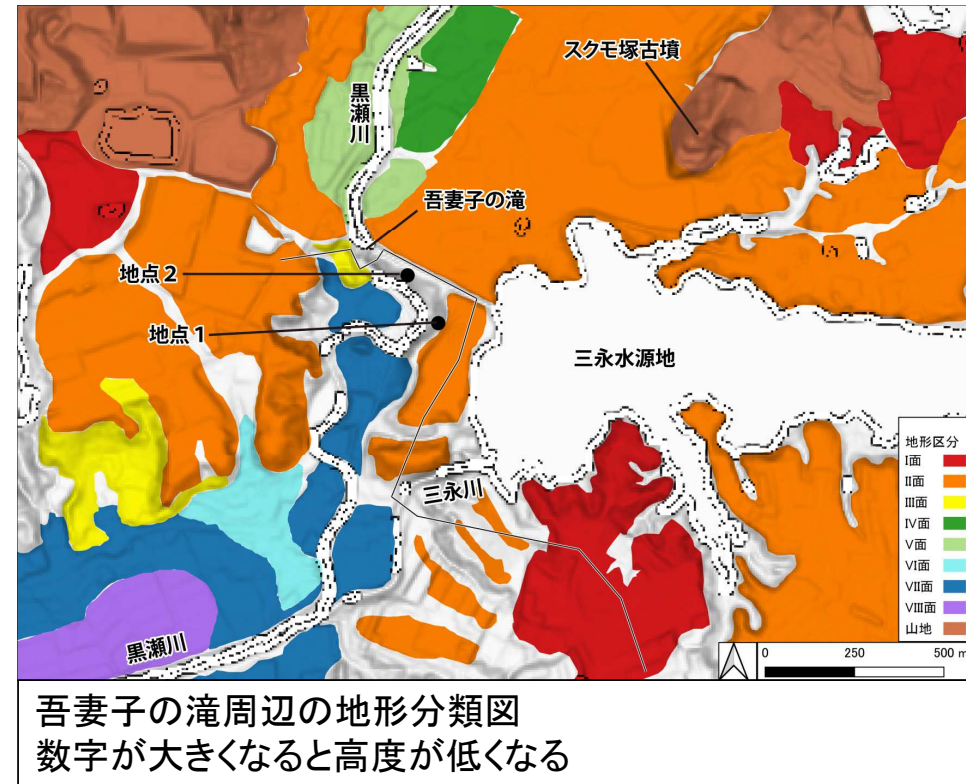 スクモ塚古墳
黒瀬川
吾妻子の滝
地点2
地点1
三永水源地
三永川
黒瀬川
地形区分
I面
II面
III面
IV面
V面
VI面
VII面
VIII面
山地
0 250 500 m
吾妻子の滝周辺の地形分類図
数字が大きくなると高度が低くなる